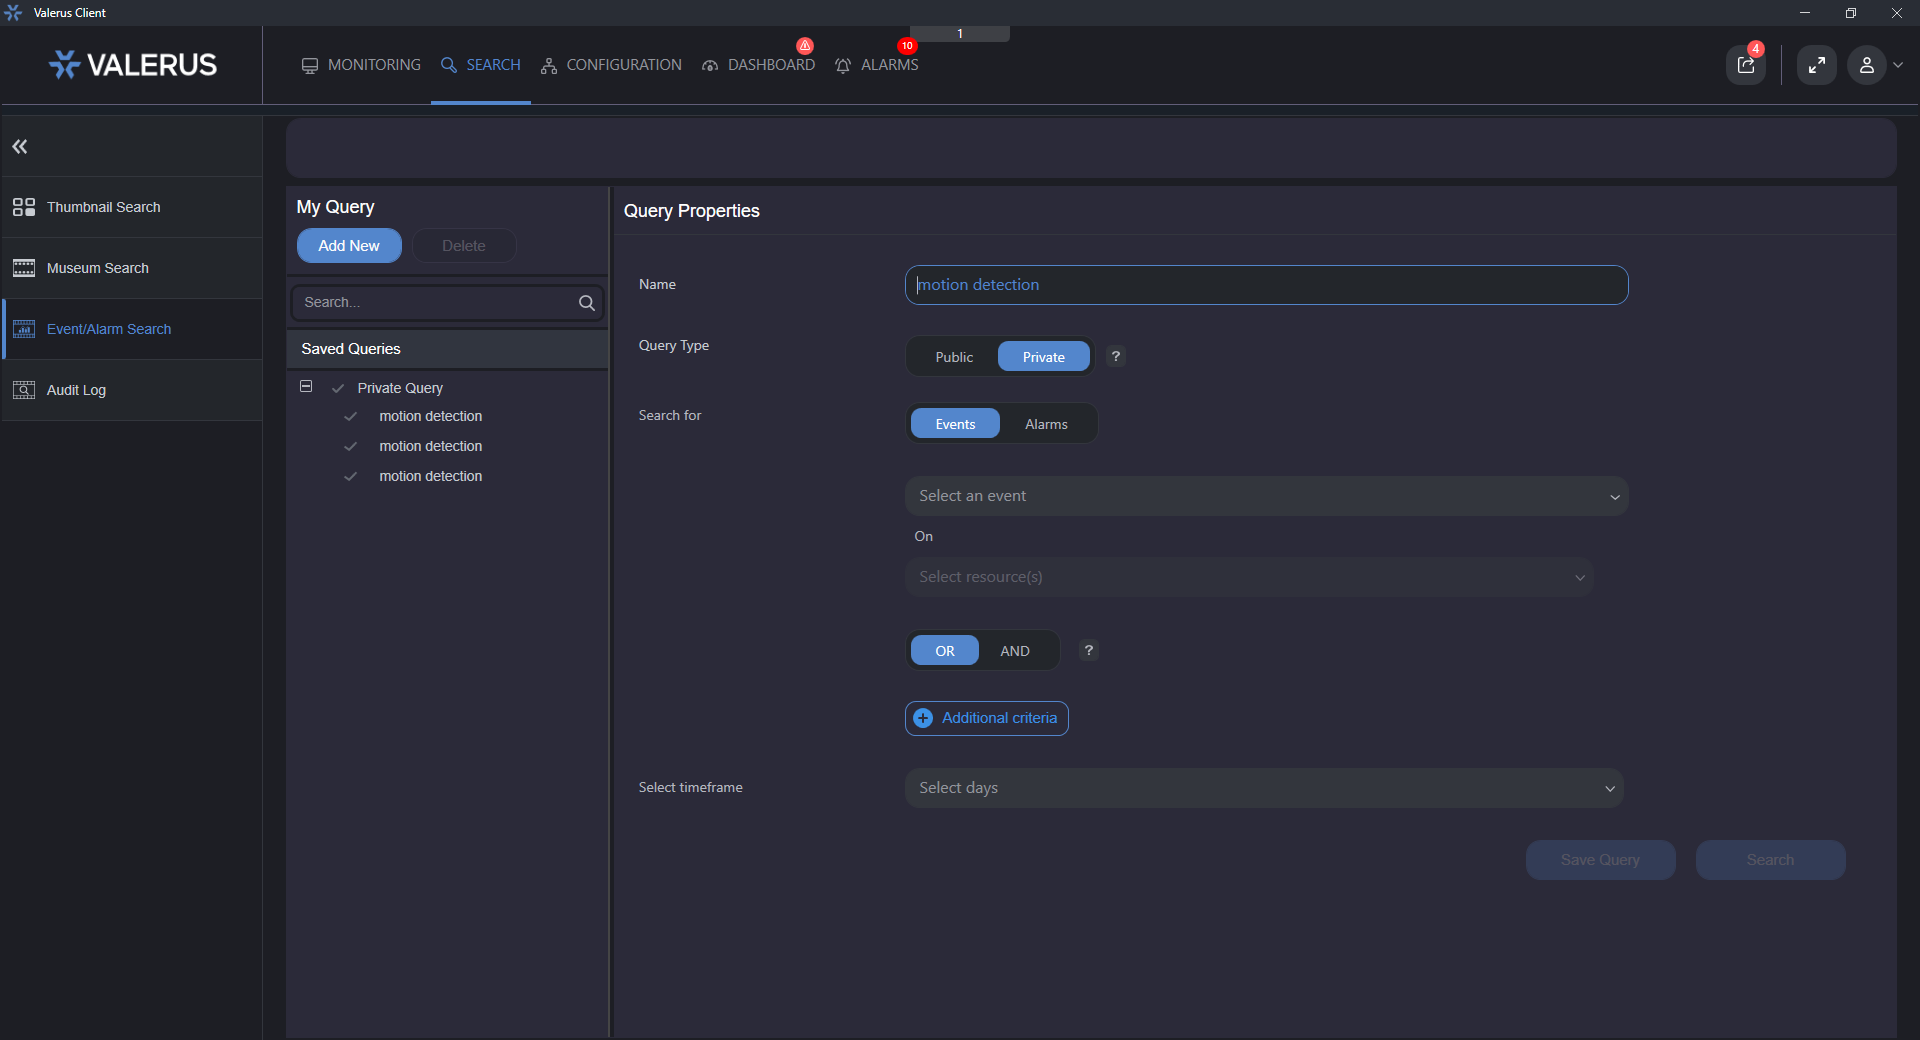 Valerus Client
1
VALERUS
MONITORING
SEARCH
CONFIGURATION
DASHBOARD
10
ALARMS
4
Thumbnail Search
Museum Search
Event/Alarm Search
Audit Log
My Query
Add New
Delete
Search...
Saved Queries
Private Query
motion detection
motion detection
motion detection
Query Properties
Name
motion detection
Query Type
Public
Private
?
Search for
Events
Alarms
Select an event
On
Select resource(s)
OR
AND
?
Additional criteria
Select timeframe
Select days
Save Query
Search